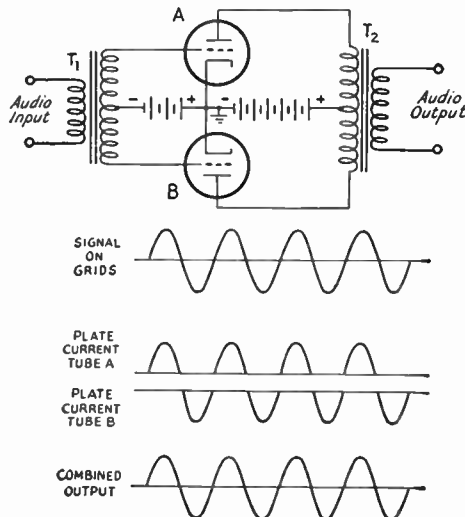 A
T1
T2
- + - +
Audio
Input
Audio
Output
B
SIGNAL
ON
GRIDS
PLATE
CURRENT
TUBE A
PLATE
CURRENT
TUBE B
COMBINED
OUTPUT